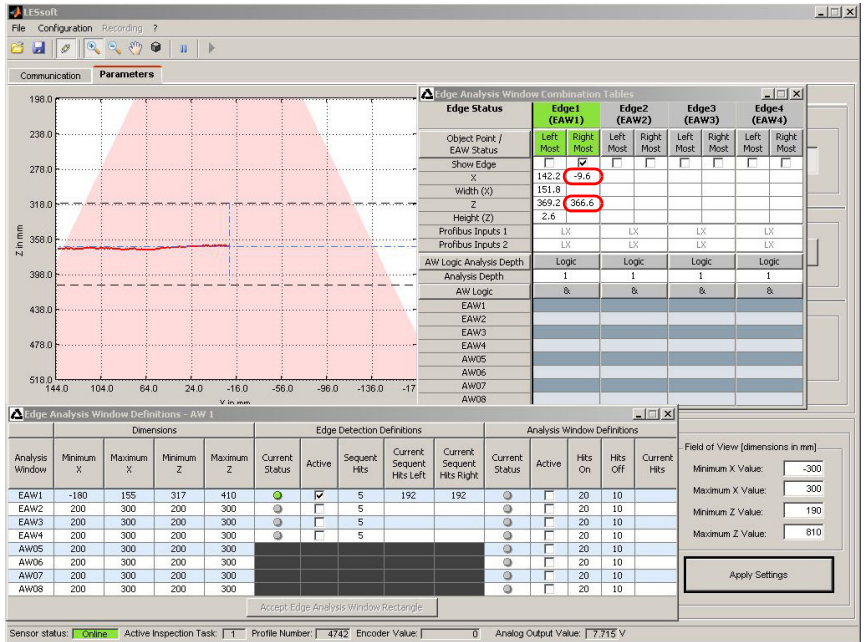 LESsoft
File Configuration Recording ?
Communication Parameters
198.0
238.0
278.0
318.0
358.0
398.0
438.0
478.0
518.0
Z in mm
144.0 104.0 64.0 24.0 -16.0 -56.0 -96.0 -136.0 -17
X in mm
Edge Analysis Window Combination Tables
Edge Status Edge1 (EAW1) Edge2 (EAW2) Edge3 (EAW3) Edge4 (EAW4)
Object Point / EAW Status Left Most Right Most Left Most Right Most Left Most Right Most Left Most Right Most
Show Edge
X 142.2 -9.6
Width (X) 151.8
Z 369.2 366.6
Height (Z) 2.6
Profibus Inputs 1 LX LX LX LX
Profibus Inputs 2 LX LX LX LX
AW Logic Analysis Depth Logic Logic Logic Logic
Analysis Depth 1 1 1 1
AW Logic & & & &
EAW1
EAW2
EAW3
EAW4
AW05
AW06
AW07
AW08
Edge Analysis Window Definitions - AW 1
Dimensions Edge Detection Definitions Analysis Window Definitions
Analysis Window Minimum X Maximum X Minimum Z Maximum Z Current Status Active Sequent Hits Current Sequent Hits Left Current Sequent Hits Right Current Status Active Hits On Hits Off Current Hits
EAW1 -180 155 317 410 5 192 192 20 10
EAW2 200 300 200 300 5 20 10
EAW3 200 300 200 300 5 20 10
EAW4 200 300 200 300 5 20 10
AW05 200 300 200 300 20 10
AW06 200 300 200 300 20 10
AW07 200 300 200 300 20 10
AW08 200 300 200 300 20 10
Accept Edge Analysis Window Rectangle
Field of View [dimensions in mm]
Minimum X Value: -300
Maximum X Value: 300
Minimum Z Value: 190
Maximum Z Value: 810
Apply Settings
Sensor status: Online Active Inspection Task: 1 Profile Number: 4742 Encoder Value: 0 Analog Output Value: 7.715 V